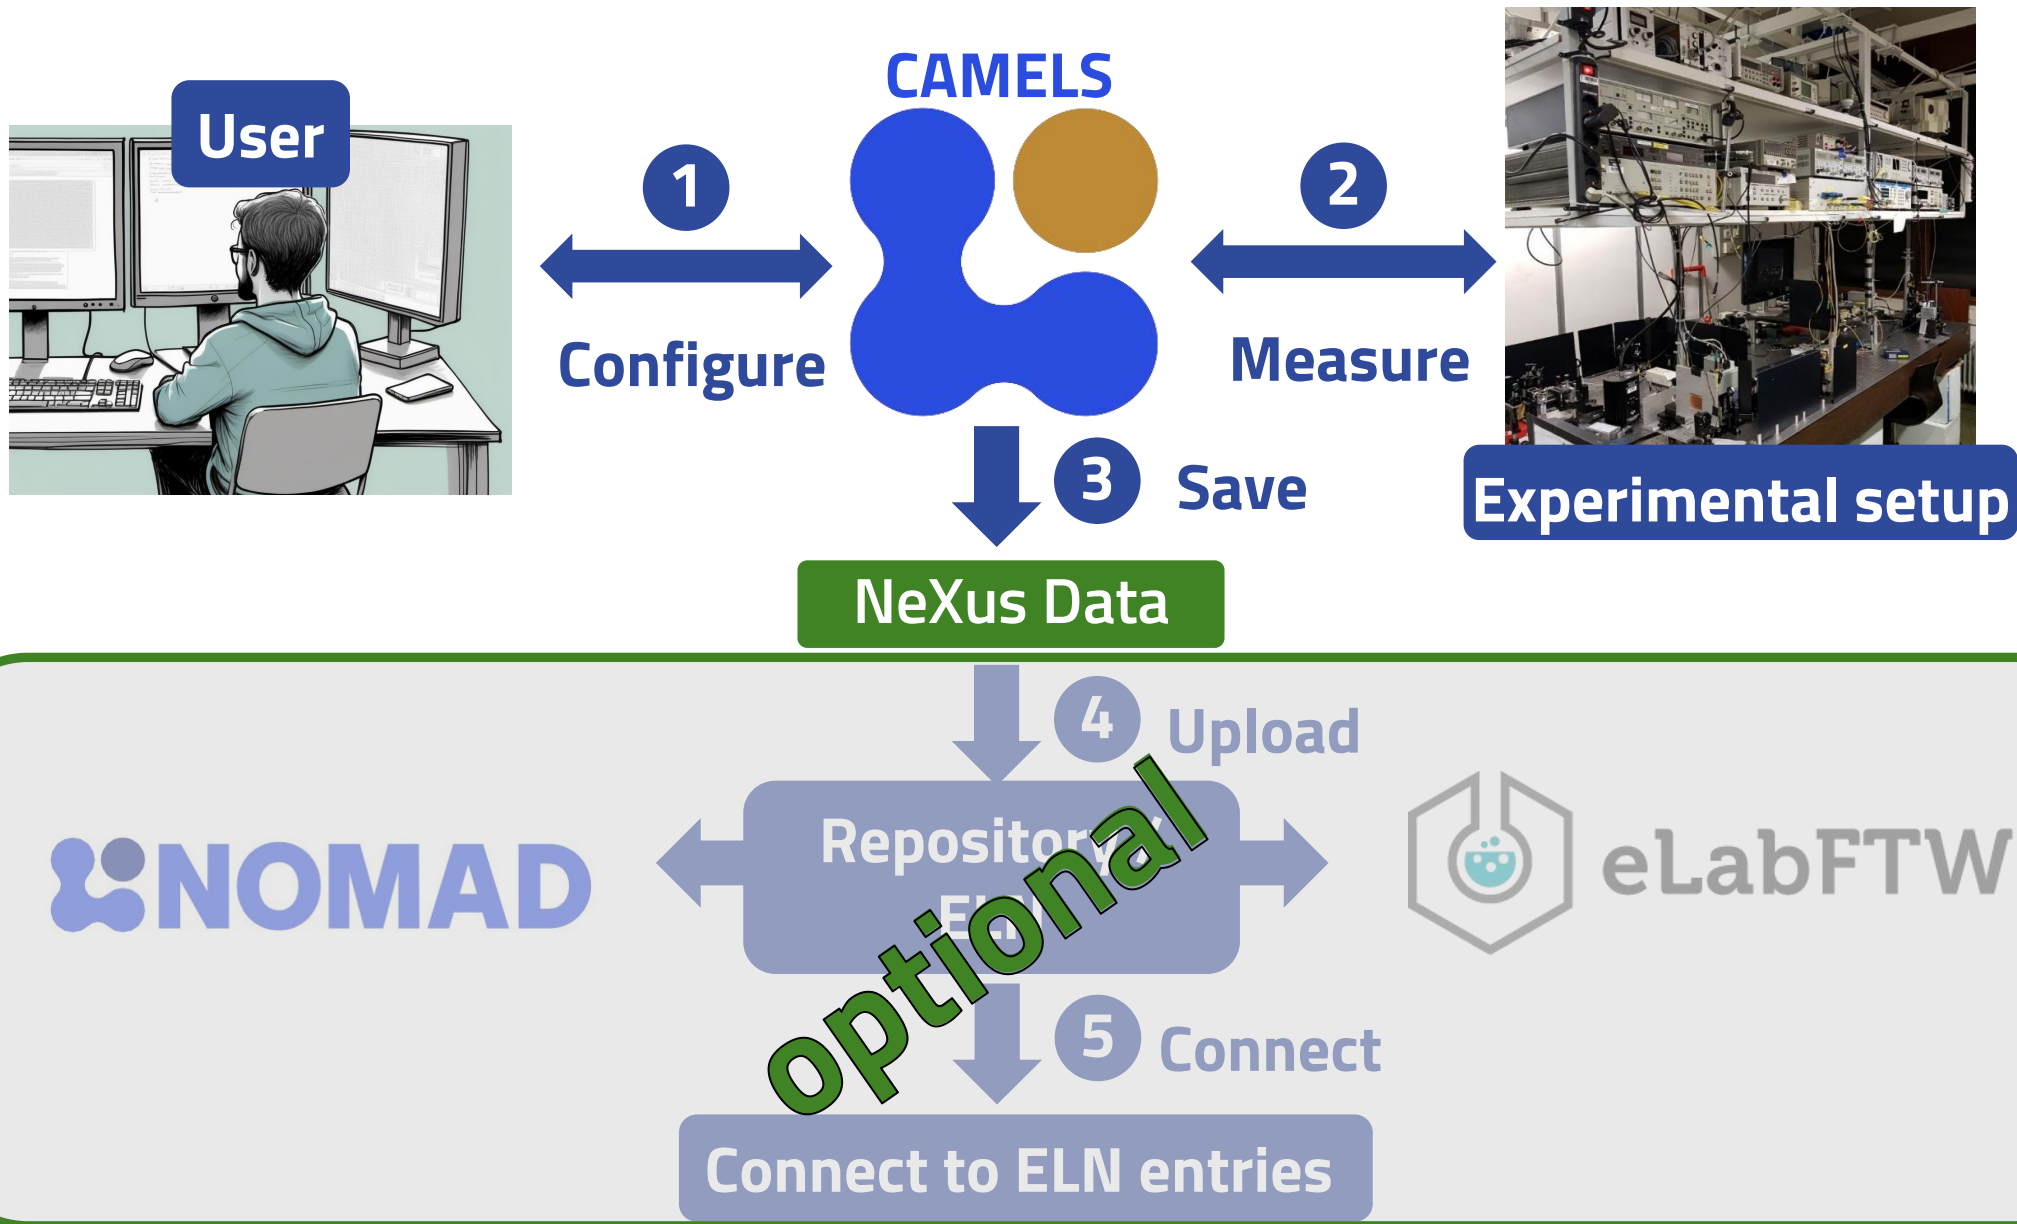 User
CAMELS
1
Configure
2
Measure
Experimental setup
3
Save
NeXus Data
4
Upload
NOMAD
Repository /
ELN
eLabFTW
optional
5
Connect
Connect to ELN entries